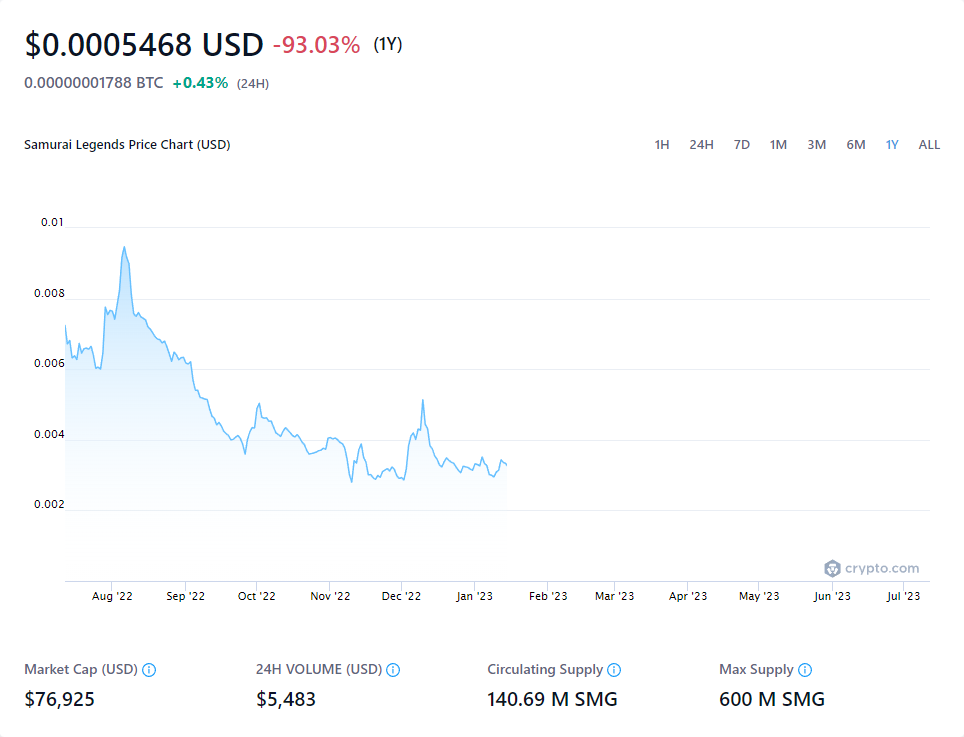 $0.0005468 USD -93.03% (1Y)
0.00000001788 BTC +0.43% (24H)
Samurai Legends Price Chart (USD) 1H 24H 7D 1M 3M 6M 1Y ALL
0.01
0.008
0.006
0.004
0.002
crypto.com
Aug '22 Sep '22 Oct '22 Nov '22 Dec '22 Jan '23 Feb '23 Mar '23 Apr '23 May '23 Jun '23 Jul '23
Market Cap (USD) 24H VOLUME (USD) Circulating Supply Max Supply
$76,925 $5,483 140.69 M SMG 600 M SMG